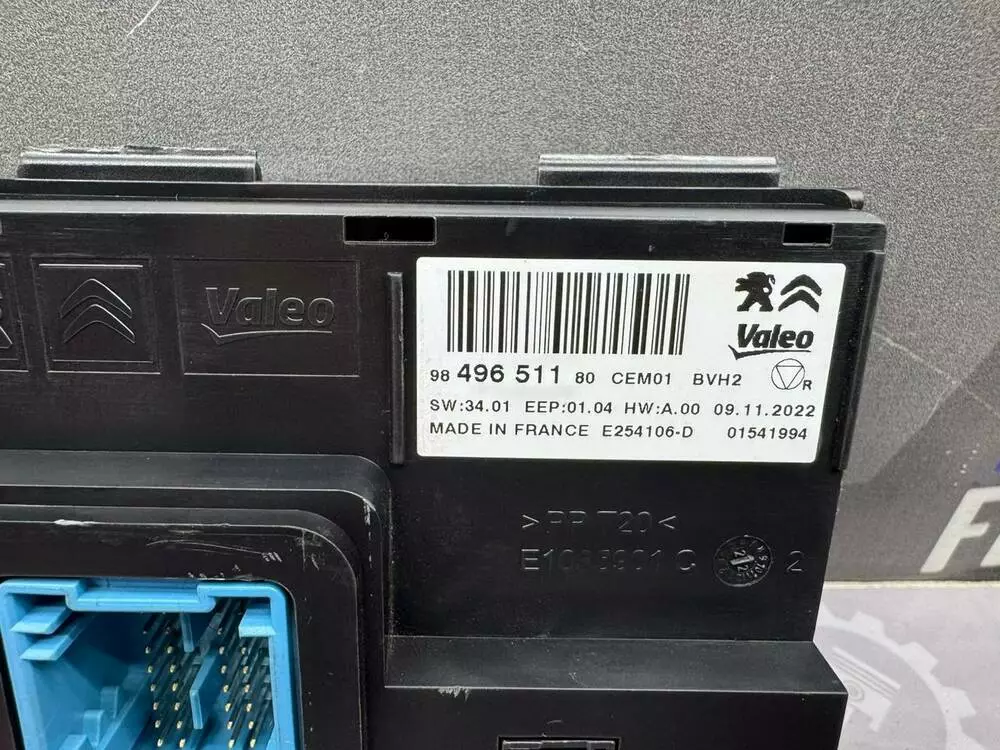 Valeo
Valeo
98 496 511 80 CEM01 BVH2
R
SW:34.01 EEP:01.04 HW:A.00 09.11.2022
MADE IN FRANCE E254106-D 01541994
>PP T20<
2